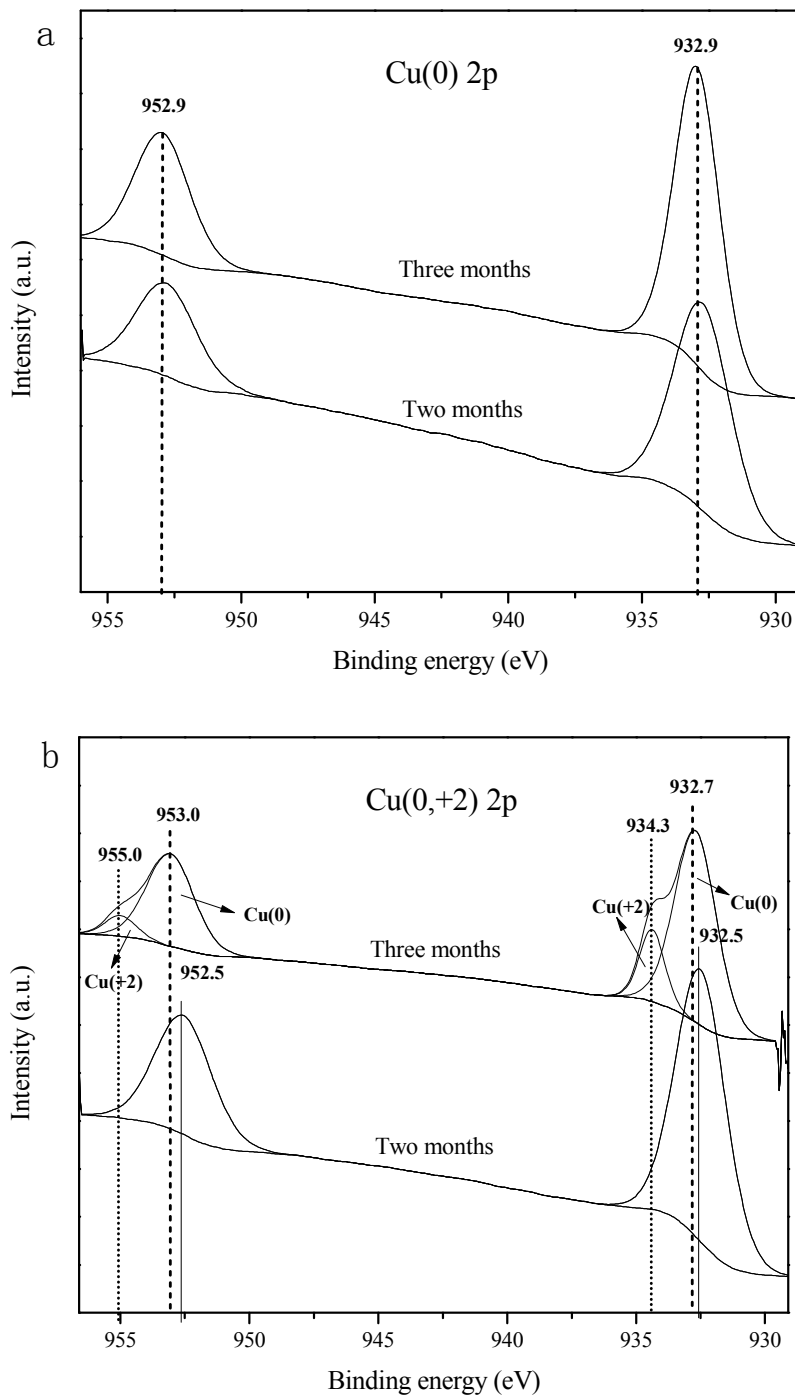 a
Cu(0) 2p
932.9
952.9
Three months
Two months
Intensity (a.u.)
955 950 945 940 935 930
Binding energy (eV)
b
Cu(0,+2) 2p
932.7
953.0
934.3
955.0
Cu(0)
Cu(+2)
Cu(0)
932.5
Three months
Cu(+2)
952.5
Two months
Intensity (a.u.)
955 950 945 940 935 930
Binding energy (eV)